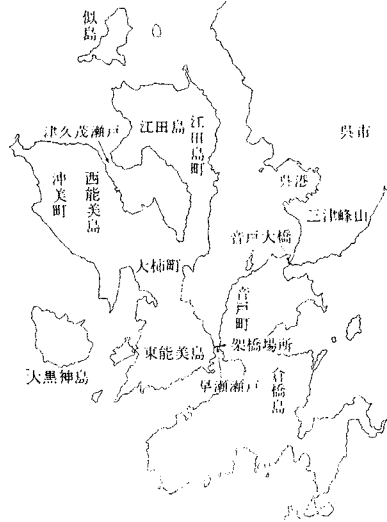 似島
津久茂瀬戸
江田島
江田島町
呉市
西能美島
沖美町
呉港
三津峰山
音戸大橋
大柿町
音戸町
東能美島
架橋場所
大黒神島
早瀬瀬戸
倉橋島